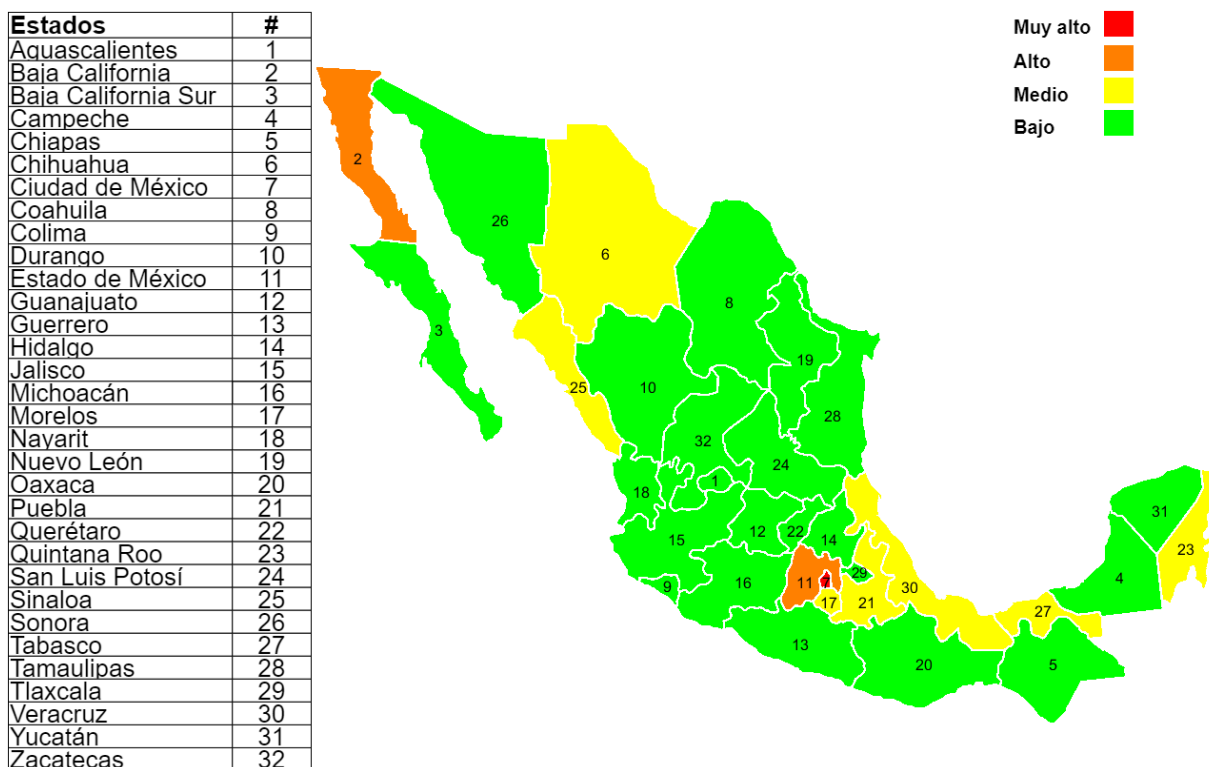 Estados #
Aguascalientes 1
Baja California 2
Baja California Sur 3
Campeche 4
Chiapas 5
Chihuahua 6
Ciudad de México 7
Coahuila 8
Colima 9
Durango 10
Estado de México 11
Guanajuato 12
Guerrero 13
Hidalgo 14
Jalisco 15
Michoacán 16
Morelos 17
Nayarit 18
Nuevo León 19
Oaxaca 20
Puebla 21
Querétaro 22
Quintana Roo 23
San Luis Potosí 24
Sinaloa 25
Sonora 26
Tabasco 27
Tamaulipas 28
Tlaxcala 29
Veracruz 30
Yucatán 31
Zacatecas 32
Muy alto
Alto
Medio
Bajo
2
26
6
3
8
19
25
10
28
32
24
1
18
31
12
22
15
14
23
29
9
16
11
7
4
17
21
30
27
13
20
5